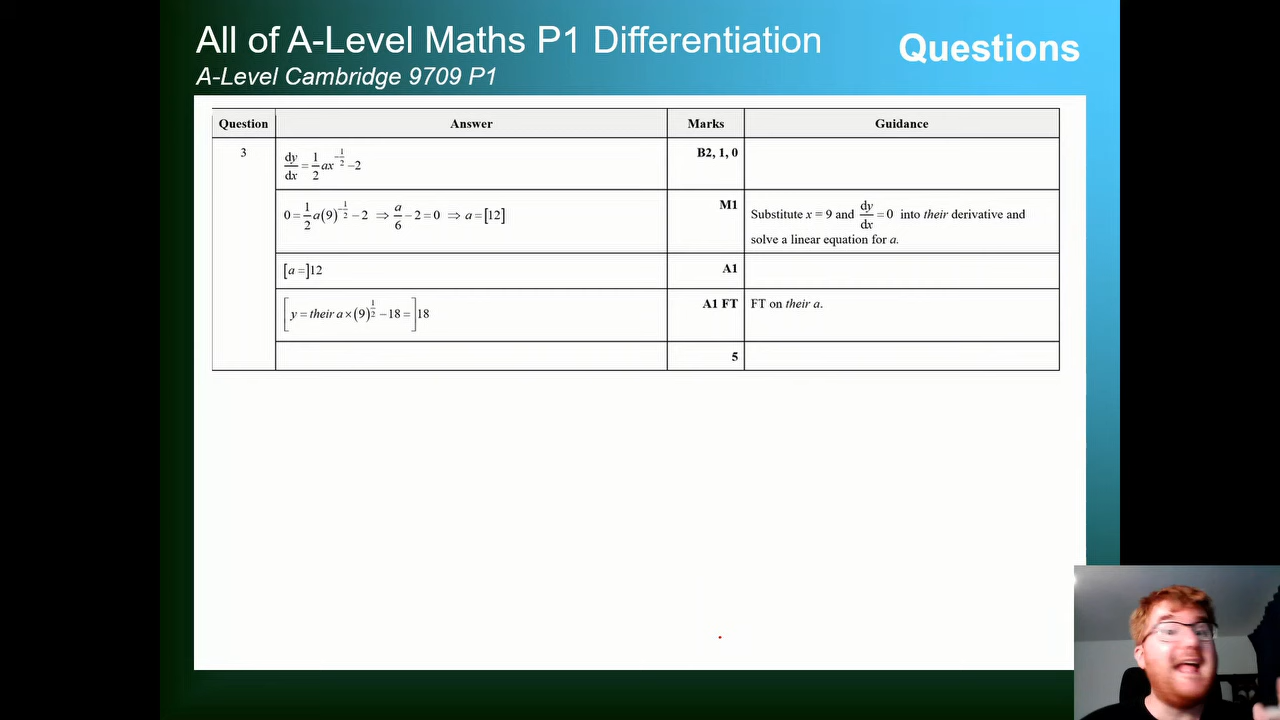 All of A-Level Maths P1 Differentiation
Questions
A-Level Cambridge 9709 P1
Question Answer Marks Guidance
3 dy/dx = 1/2 ax^(-1/2) −2 B2, 1, 0
0 = 1/2 a(9)^(-1/2) − 2 ⇒ a/6 − 2 = 0 ⇒ a = [12] M1 Substitute x = 9 and dy/dx = 0 into their derivative and
solve a linear equation for a.
[a =]12 A1
[y = their a × (9)^(1/2) − 18 =]18 A1 FT FT on their a.
5